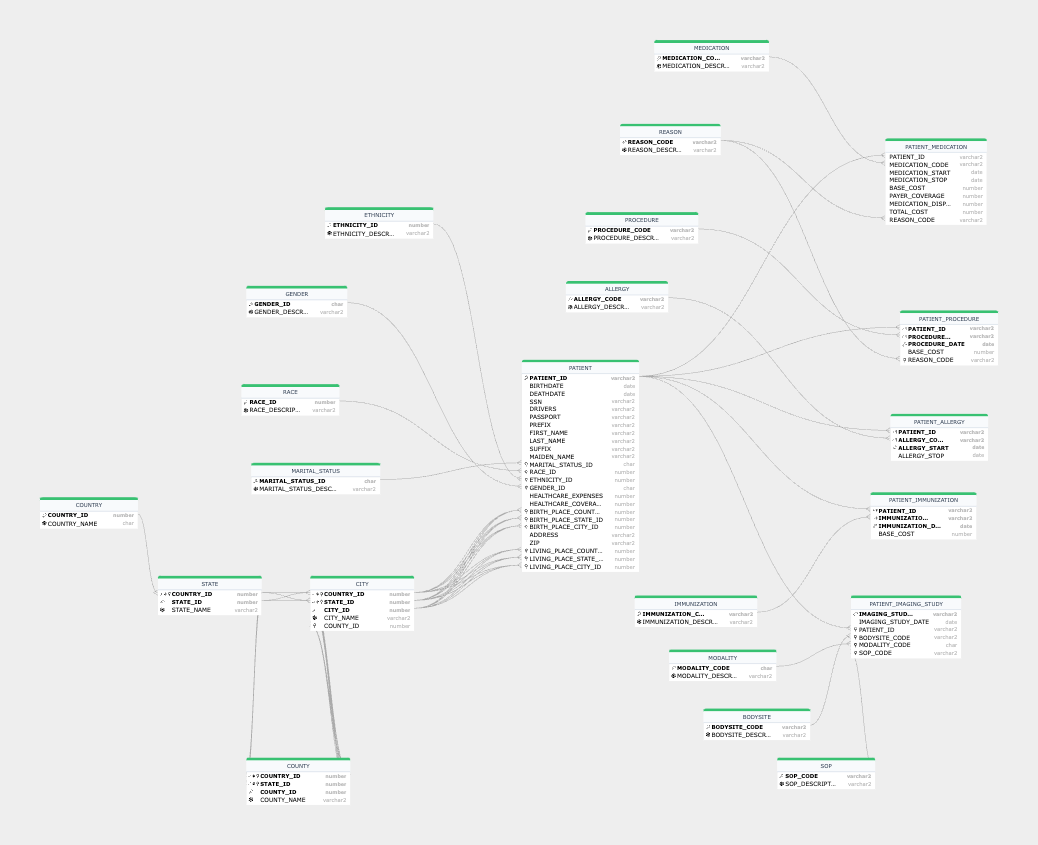 MEDICATION
MEDICATION_CO... varchar2
MEDICATION_DESCR... varchar2
REASON
REASON_CODE varchar2
REASON_DESCR... varchar2
PATIENT_MEDICATION
PATIENT_ID varchar2
MEDICATION_CODE varchar2
MEDICATION_START date
MEDICATION_STOP date
BASE_COST number
PAYER_COVERAGE number
MEDICATION_DISP... number
TOTAL_COST number
REASON_CODE varchar2
ETHNICITY
ETHNICITY_ID number
ETHNICITY_DESCR... varchar2
PROCEDURE
PROCEDURE_CODE varchar2
PROCEDURE_DESCR... varchar2
GENDER
GENDER_ID char
GENDER_DESCR... varchar2
ALLERGY
ALLERGY_CODE varchar2
ALLERGY_DESCR... varchar2
PATIENT_PROCEDURE
PATIENT_ID varchar2
PROCEDURE... varchar2
PROCEDURE_DATE date
BASE_COST number
REASON_CODE varchar2
RACE
RACE_ID number
RACE_DESCRIP... varchar2
PATIENT
PATIENT_ID varchar2
BIRTHDATE date
DEATHDATE date
SSN varchar2
DRIVERS varchar2
PASSPORT varchar2
PREFIX varchar2
FIRST_NAME varchar2
LAST_NAME varchar2
SUFFIX varchar2
MAIDEN_NAME varchar2
MARITAL_STATUS_ID char
RACE_ID number
ETHNICITY_ID number
GENDER_ID char
HEALTHCARE_EXPENSES number
HEALTHCARE_COVERA... number
BIRTH_PLACE_COUNT... number
BIRTH_PLACE_STATE_ID number
BIRTH_PLACE_CITY_ID number
ADDRESS varchar2
ZIP varchar2
LIVING_PLACE_COUNT... number
LIVING_PLACE_STATE_... number
LIVING_PLACE_CITY_ID number
PATIENT_ALLERGY
PATIENT_ID varchar2
ALLERGY_CO... varchar2
ALLERGY_START date
ALLERGY_STOP date
MARITAL_STATUS
MARITAL_STATUS_ID char
MARITAL_STATUS_DESC... varchar2
COUNTRY
COUNTRY_ID number
COUNTRY_NAME char
PATIENT_IMMUNIZATION
PATIENT_ID varchar2
IMMUNIZATIO... varchar2
IMMUNIZATION_D... date
BASE_COST number
STATE
COUNTRY_ID number
STATE_ID number
STATE_NAME varchar2
CITY
COUNTRY_ID number
STATE_ID number
CITY_ID number
CITY_NAME varchar2
COUNTY_ID number
IMMUNIZATION
IMMUNIZATION_C... varchar2
IMMUNIZATION_DESCR... varchar2
PATIENT_IMAGING_STUDY
IMAGING_STUD... varchar2
IMAGING_STUDY_DATE date
PATIENT_ID varchar2
BODYSITE_CODE varchar2
MODALITY_CODE char
SOP_CODE varchar2
MODALITY
MODALITY_CODE char
MODALITY_DESCR... varchar2
BODYSITE
BODYSITE_CODE varchar2
BODYSITE_DESCR... varchar2
COUNTY
COUNTRY_ID number
STATE_ID number
COUNTY_ID number
COUNTY_NAME varchar2
SOP
SOP_CODE varchar2
SOP_DESCRIPT... varchar2